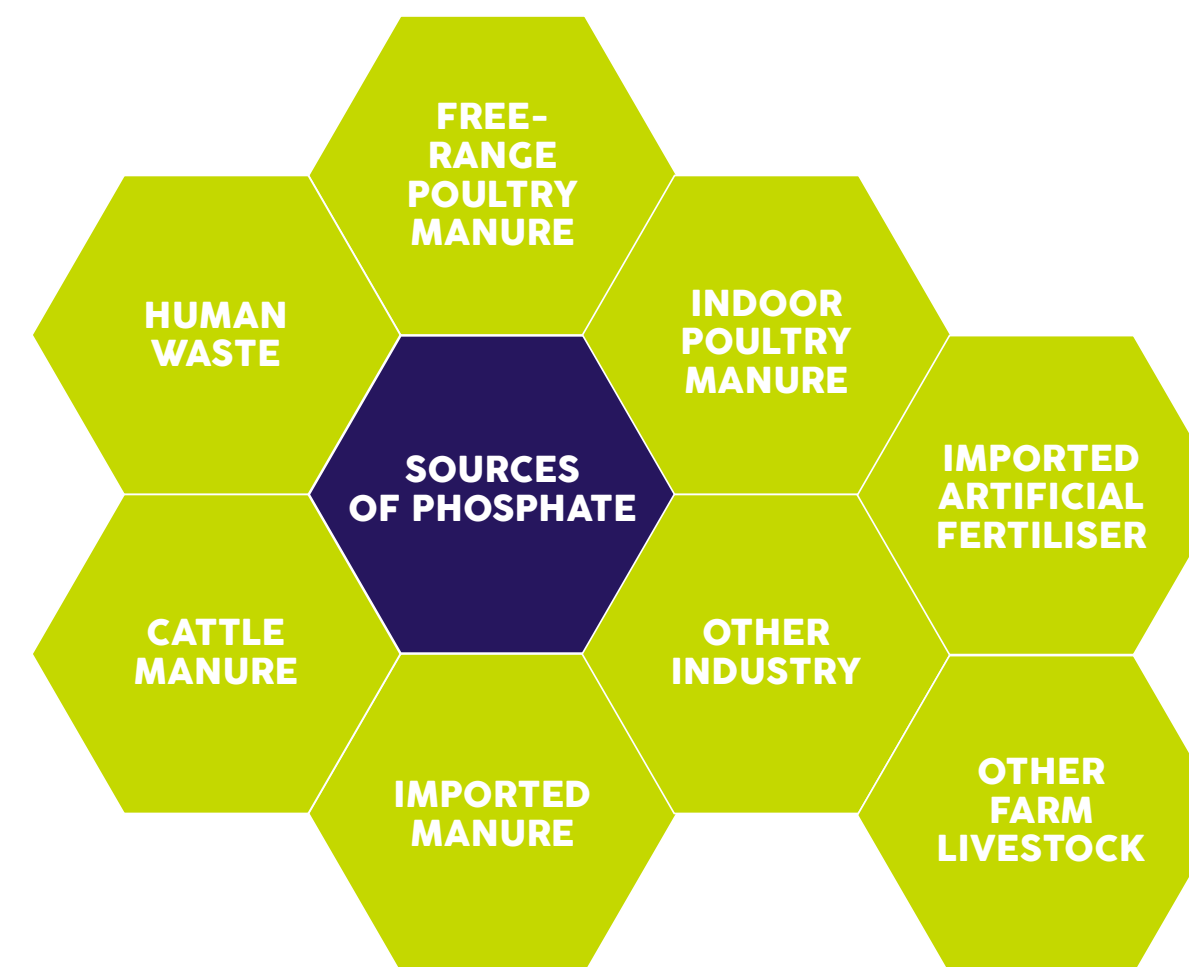 FREE-
RANGE
POULTRY
MANURE
HUMAN
WASTE
INDOOR
POULTRY
MANURE
SOURCES
OF PHOSPHATE
IMPORTED
ARTIFICIAL
FERTILISER
CATTLE
MANURE
OTHER
INDUSTRY
IMPORTED
MANURE
OTHER
FARM
LIVESTOCK